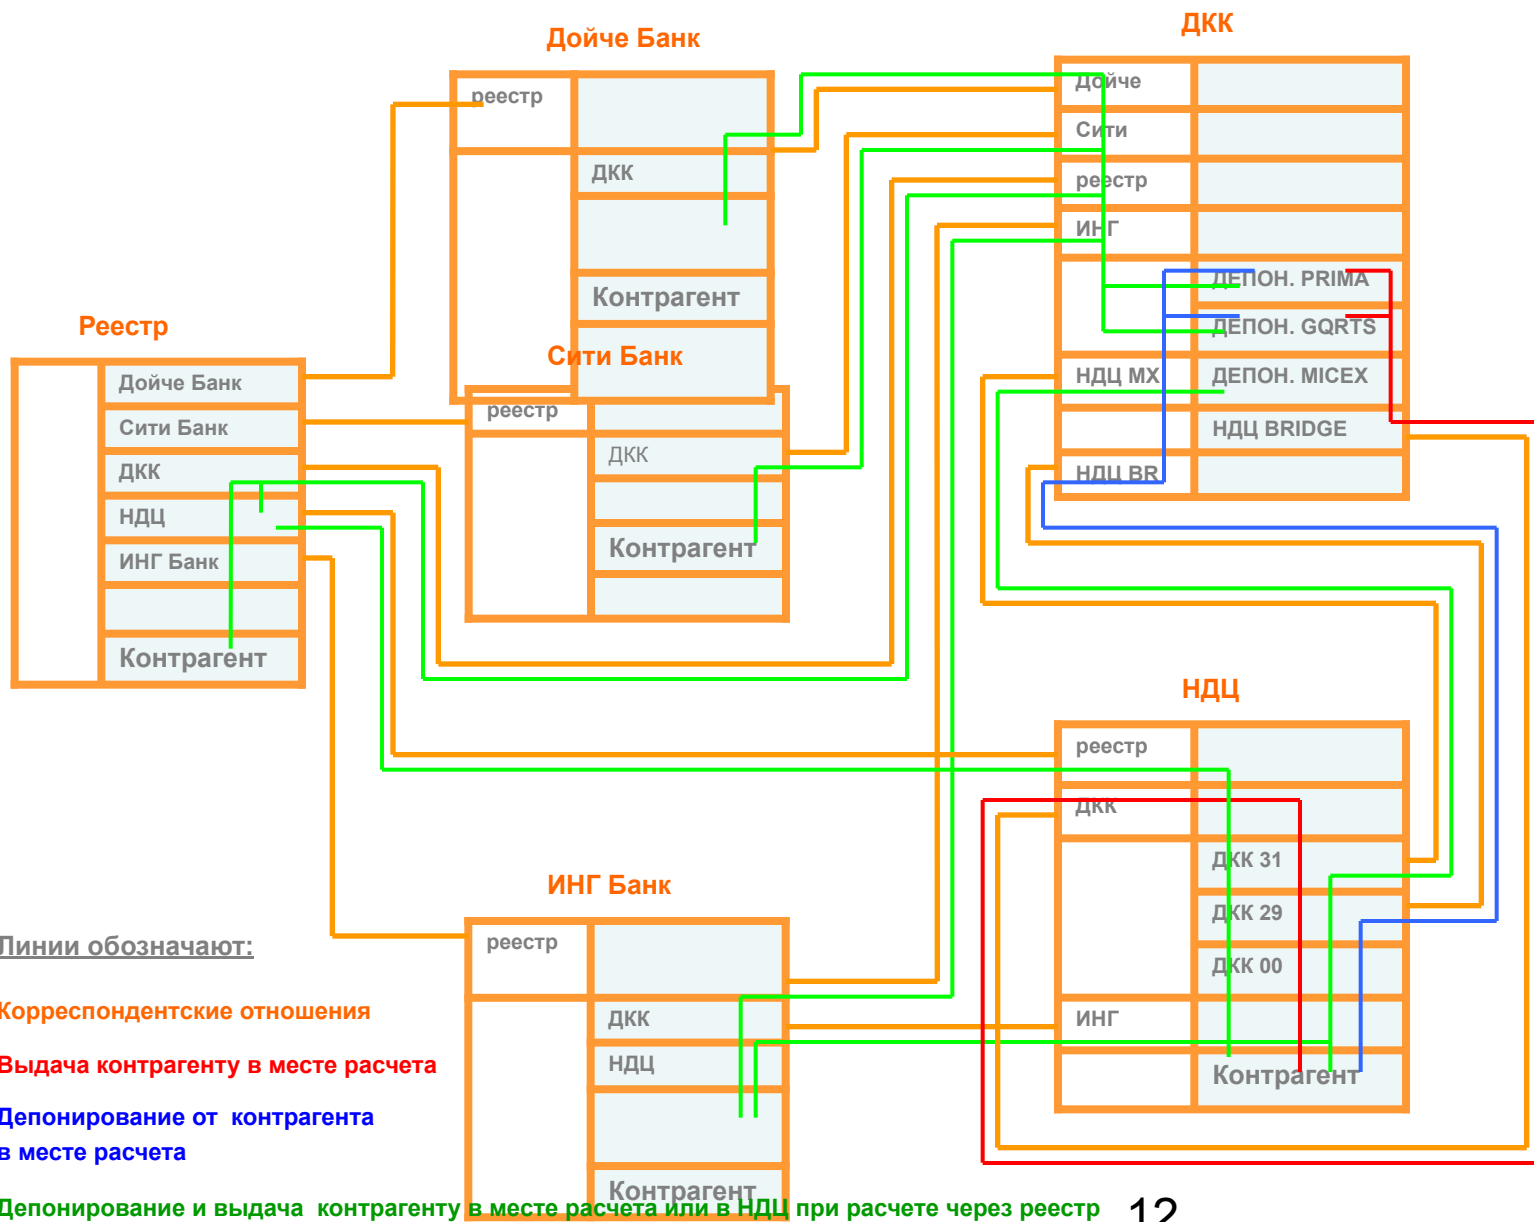 Дойче Банк
реестр
ДКК
Контрагент
ДКК
Дойче
Сити
реестр
ИНГ
ДЕПОН. PRIMA
ДЕПОН. GQRTS
НДЦ MX ДЕПОН. MICEX
НДЦ BRIDGE
НДЦ BR
Реестр
Дойче Банк
Сити Банк
ДКК
НДЦ
ИНГ Банк
Контрагент
Сити Банк
реестр
ДКК
Контрагент
НДЦ
реестр
ДКК
ДКК 31
ДКК 29
ДКК 00
ИНГ
Контрагент
ИНГ Банк
реестр
ДКК
НДЦ
Контрагент
Линии обозначают:
Корреспондентские отношения
Выдача контрагенту в месте расчета
Депонирование от контрагента
в месте расчета
Депонирование и выдача контрагенту в месте расчета или в НДЦ при расчете через реестр
12